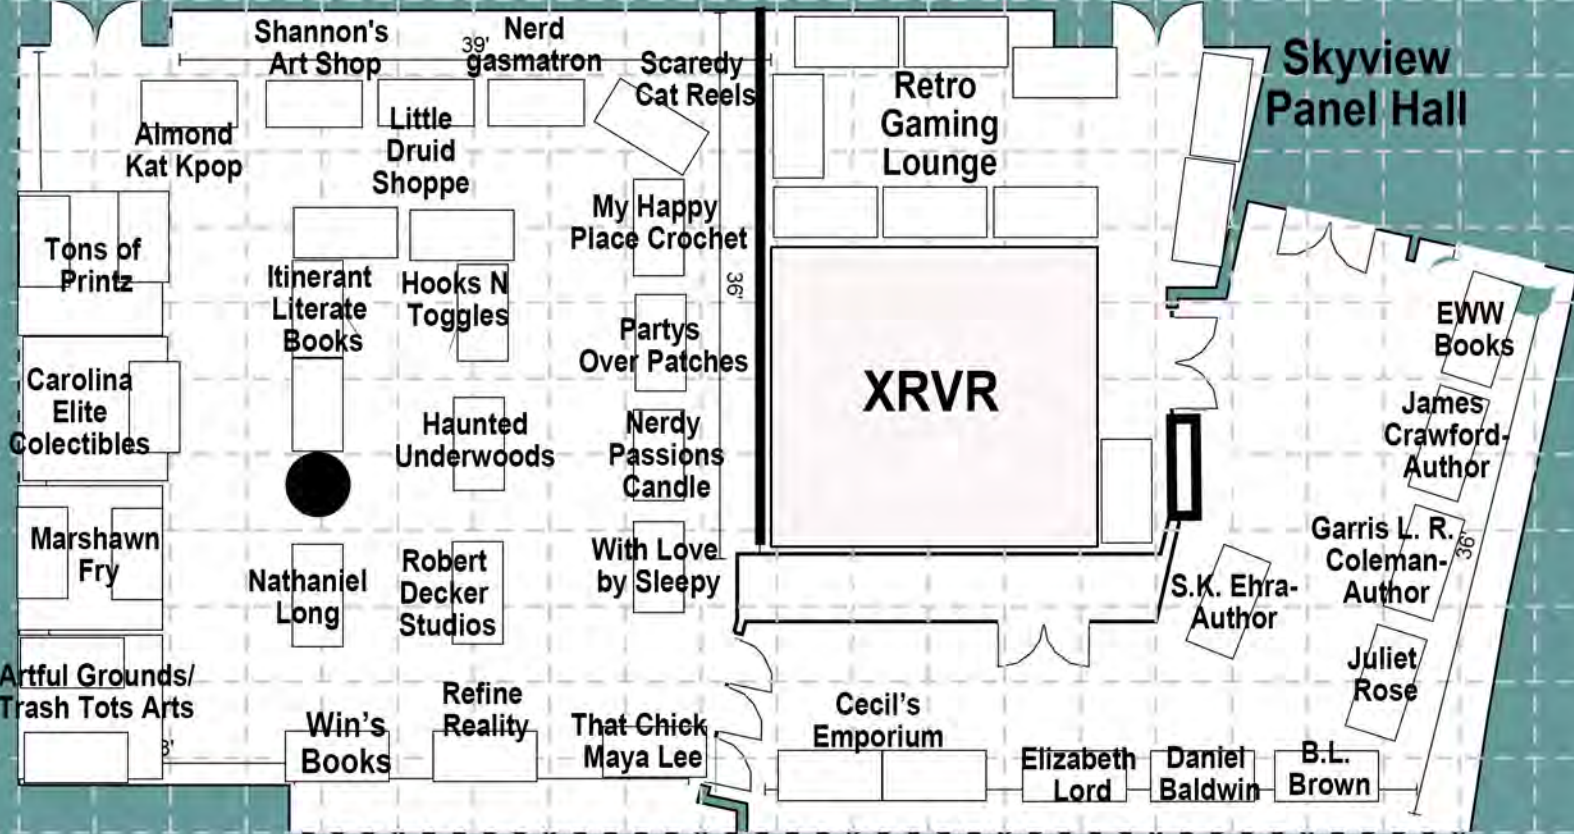 Shannon's
Art Shop
39'
Nerd
gasmatron
Scaredy
Cat Reels
Almond
Kat Kpop
Little
Druid
Shoppe
Retro
Gaming
Lounge
Skyview
Panel Hall
Tons of
Printz
Itinerant
Literate
Books
Hooks N
Toggles
My Happy
Place Crochet
36'
Partys
Over Patches
XRVR
EWW
Books
Carolina
Elite
Colectibles
Haunted
Underwoods
Nerdy
Passions
Candle
James
Crawford-
Author
Marshawn
Fry
Nathaniel
Long
Robert
Decker
Studios
With Love
by Sleepy
S.K. Ehra-
Author
Garris L. R.
Coleman-
Author
36'
Juliet
Rose
Artful Grounds/
Trash Tots Arts
Win's
Books
Refine
Reality
That Chick
Maya Lee
Cecil's
Emporium
Elizabeth
Lord
Daniel
Baldwin
B.L.
Brown